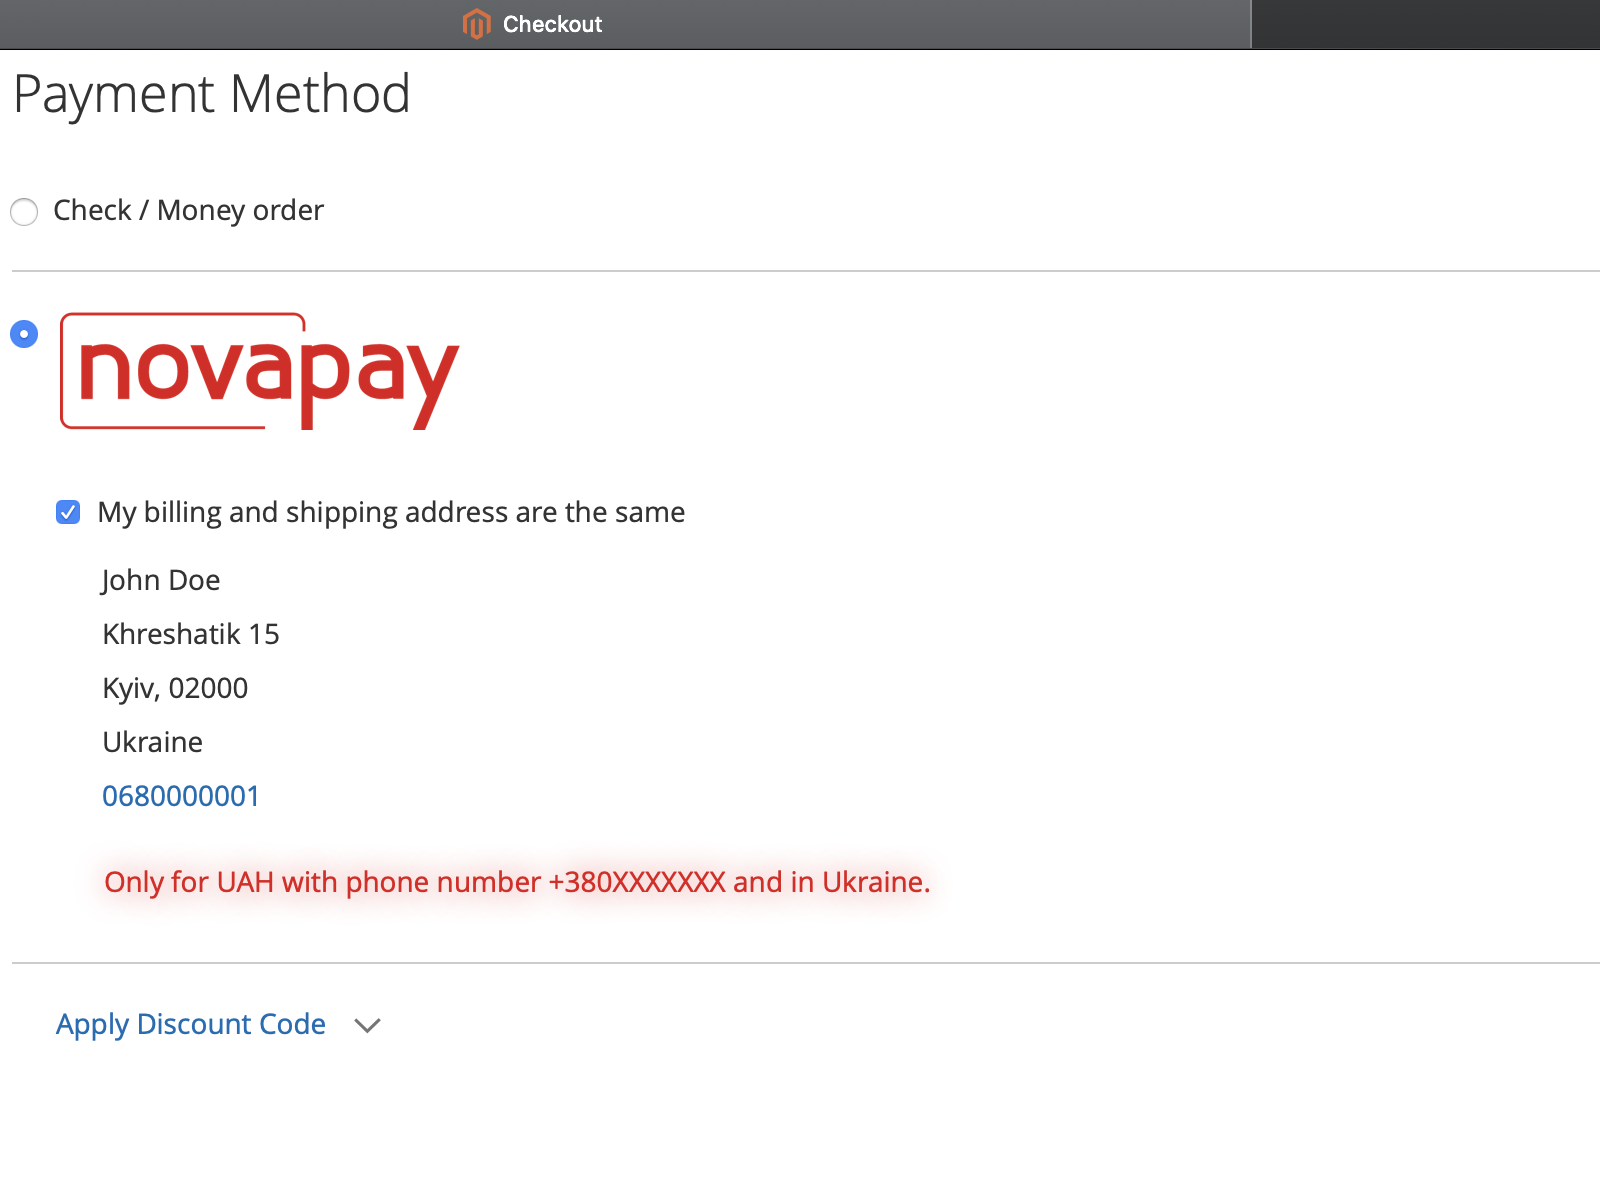 Checkout
Payment Method
Check / Money order
novapay
My billing and shipping address are the same
John Doe
Khreshatik 15
Kyiv, 02000
Ukraine
0680000001
Only for UAH with phone number +380XXXXXXX and in Ukraine.
Apply Discount Code